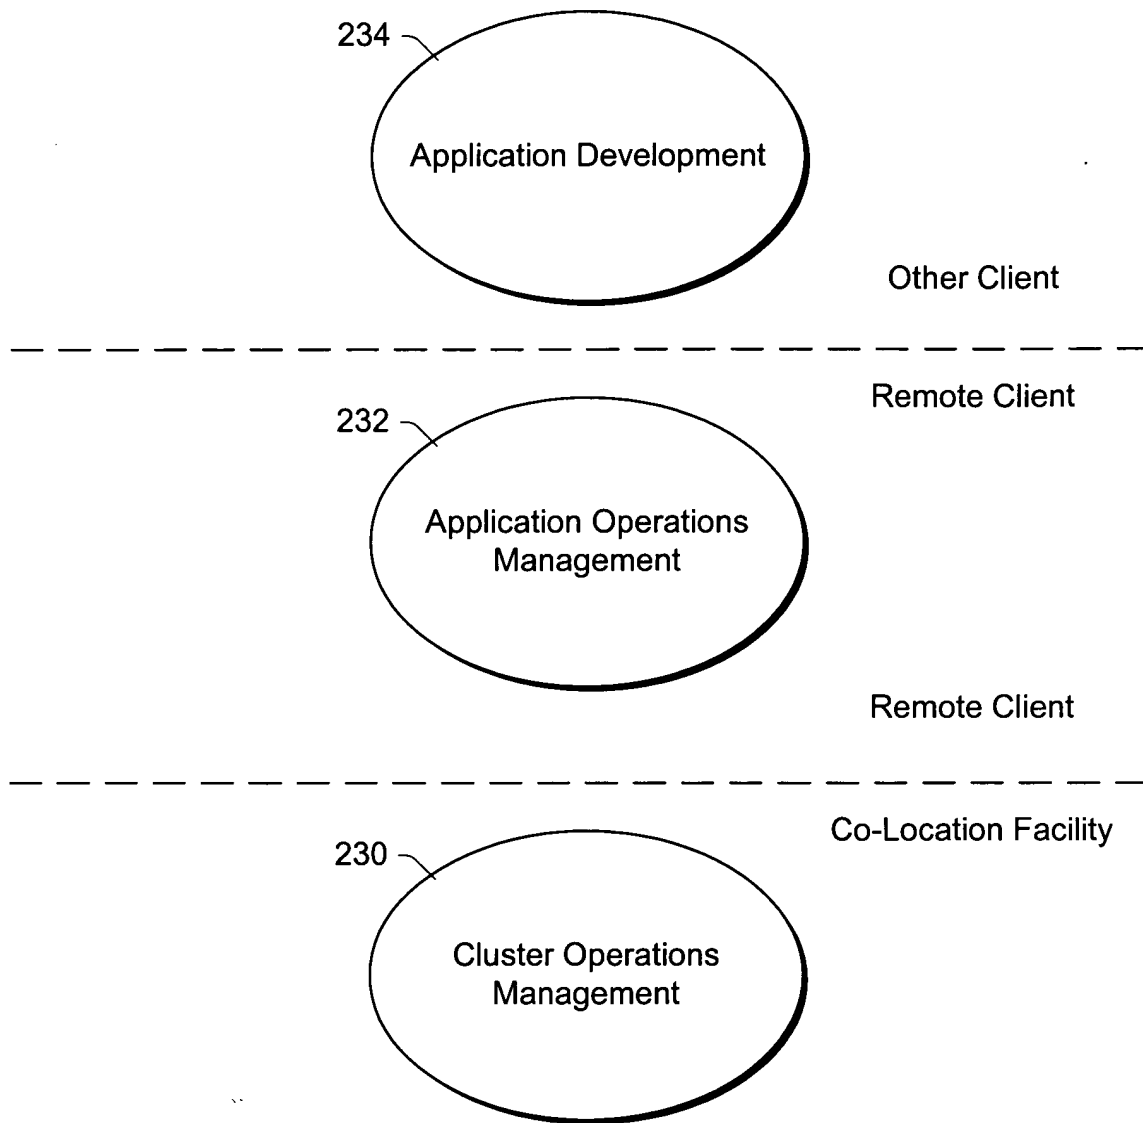 234
Application Development
Other Client
Remote Client
232
Application Operations
Management
Remote Client
Co-Location Facility
230
Cluster Operations
Management